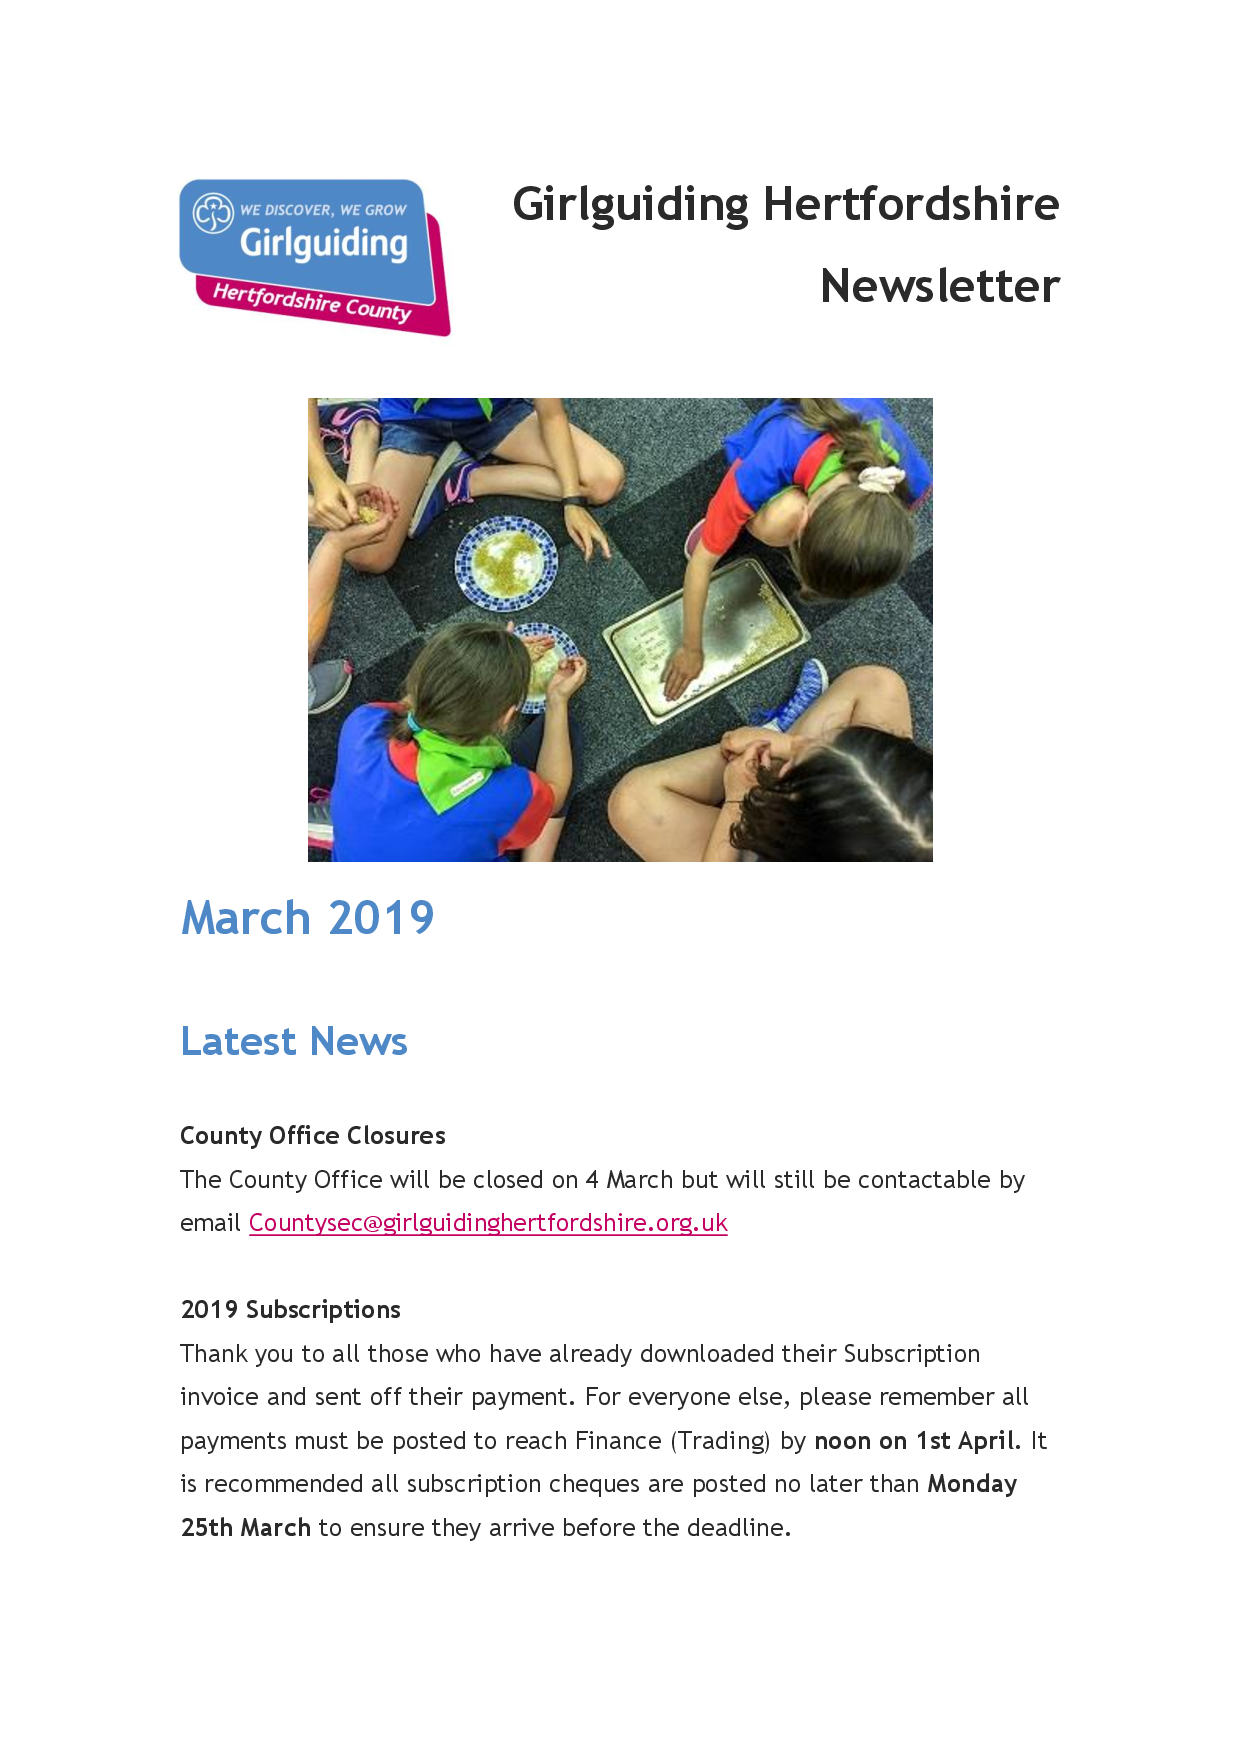 WE DISCOVER, WE GROW
Girlguiding
Hertfordshire County
Girlguiding Hertfordshire
Newsletter
March 2019
Latest News
County Office Closures
The County Office will be closed on 4 March but will still be contactable by
email Countysec@girlguidinghertfordshire.org.uk
2019 Subscriptions
Thank you to all those who have already downloaded their Subscription
invoice and sent off their payment. For everyone else, please remember all
payments must be posted to reach Finance (Trading) by noon on 1st April. It
is recommended all subscription cheques are posted no later than Monday
25th March to ensure they arrive before the deadline.